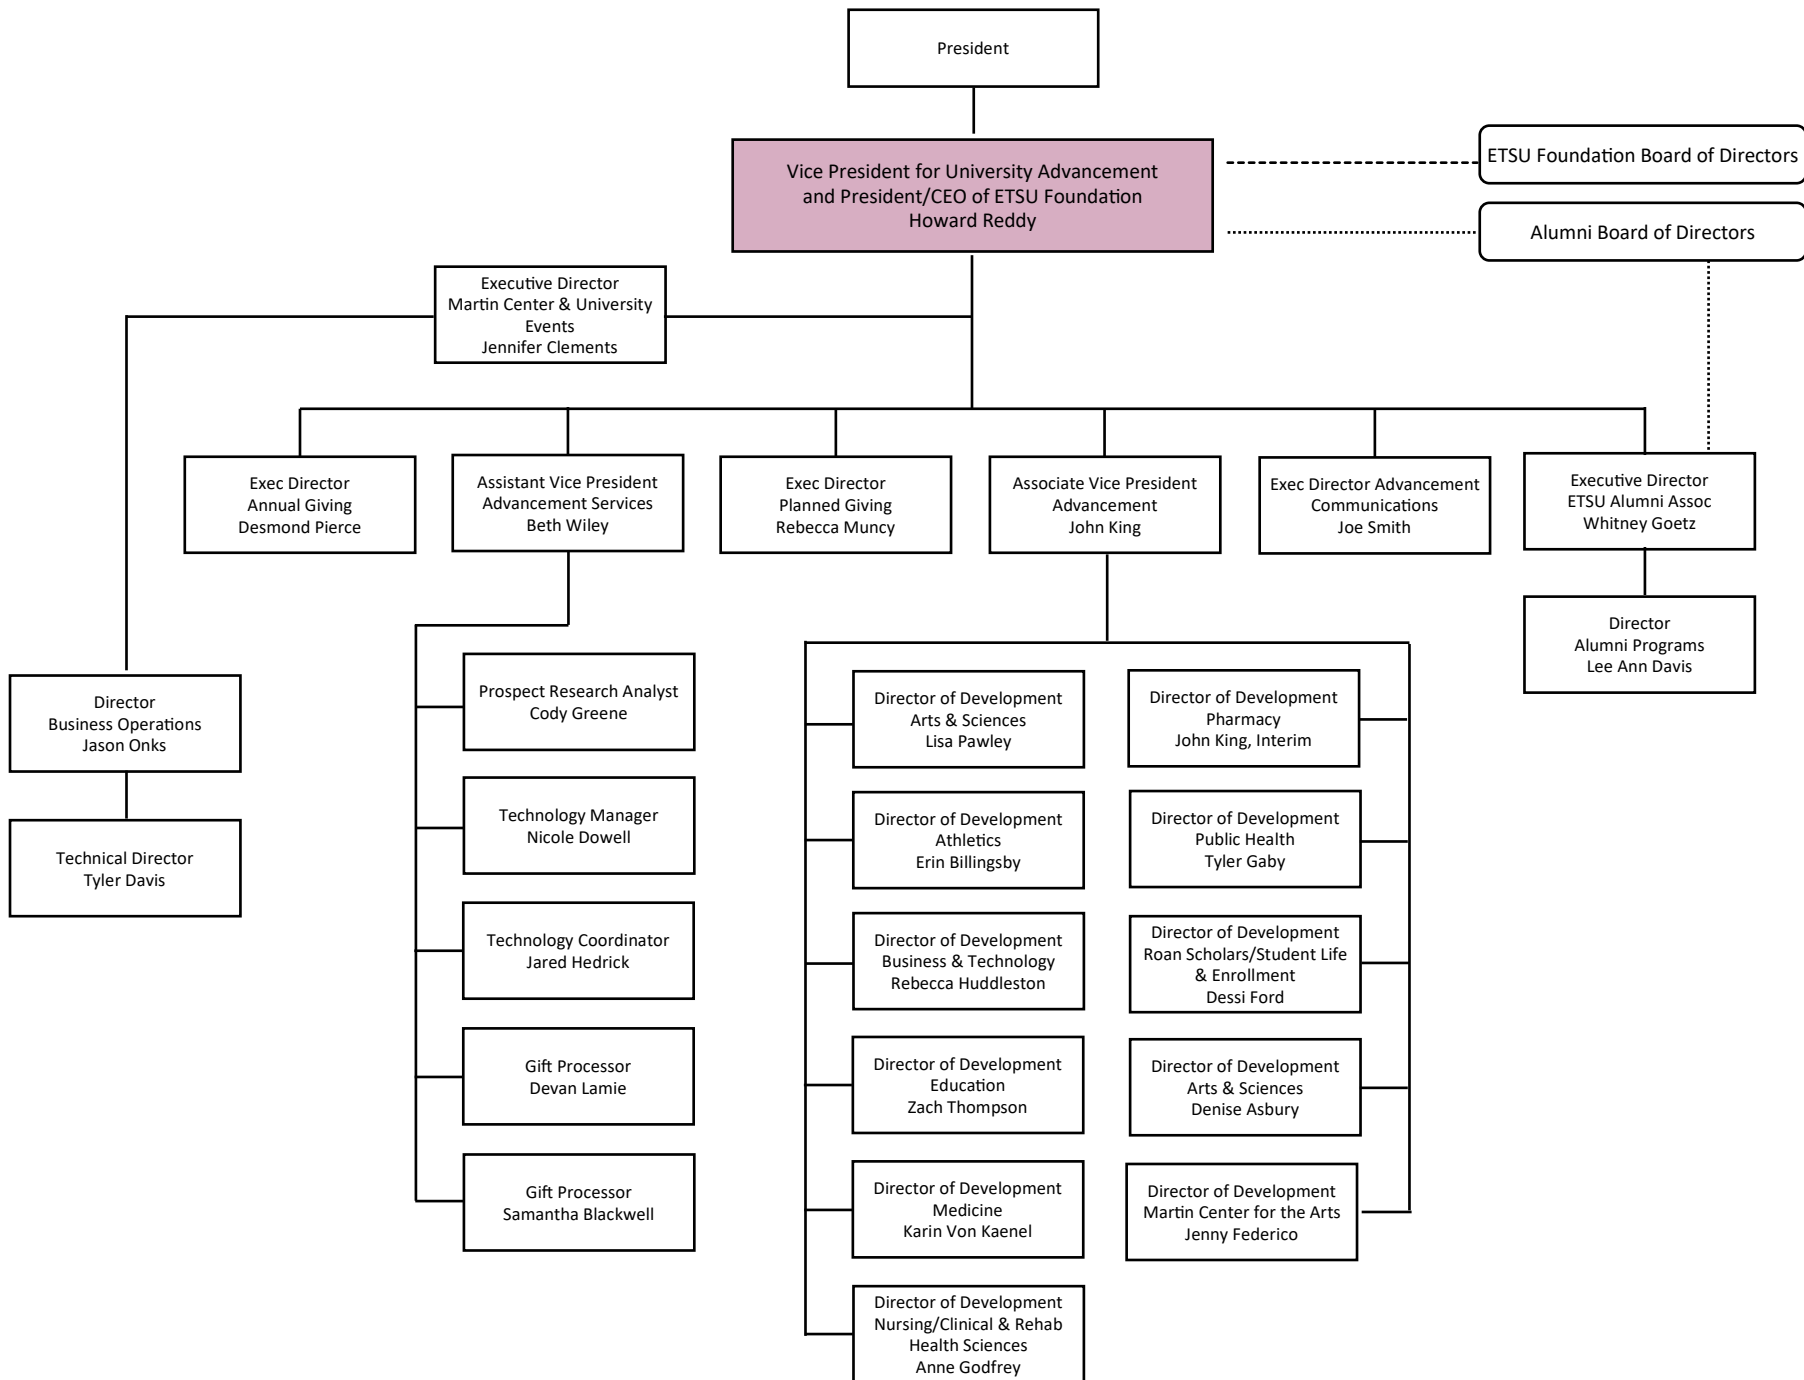 President
Vice President for University Advancement
and President/CEO of ETSU Foundation
Howard Reddy
ETSU Foundation Board of Directors
Alumni Board of Directors
Executive Director
Martin Center & University
Events
Jennifer Clements
Exec Director
Annual Giving
Desmond Pierce
Assistant Vice President
Advancement Services
Beth Wiley
Exec Director
Planned Giving
Rebecca Muncy
Associate Vice President
Advancement
John King
Exec Director Advancement
Communications
Joe Smith
Executive Director
ETSU Alumni Assoc
Whitney Goetz
Director
Alumni Programs
Lee Ann Davis
Director
Business Operations
Jason Onks
Technical Director
Tyler Davis
Prospect Research Analyst
Cody Greene
Technology Manager
Nicole Dowell
Technology Coordinator
Jared Hedrick
Gift Processor
Devan Lamie
Gift Processor
Samantha Blackwell
Director of Development
Arts & Sciences
Lisa Pawley
Director of Development
Athletics
Erin Billingsby
Director of Development
Business & Technology
Rebecca Huddleston
Director of Development
Education
Zach Thompson
Director of Development
Medicine
Karin Von Kaenel
Director of Development
Nursing/Clinical & Rehab
Health Sciences
Anne Godfrey
Director of Development
Pharmacy
John King, Interim
Director of Development
Public Health
Tyler Gaby
Director of Development
Roan Scholars/Student Life
& Enrollment
Dessi Ford
Director of Development
Arts & Sciences
Denise Asbury
Director of Development
Martin Center for the Arts
Jenny Federico